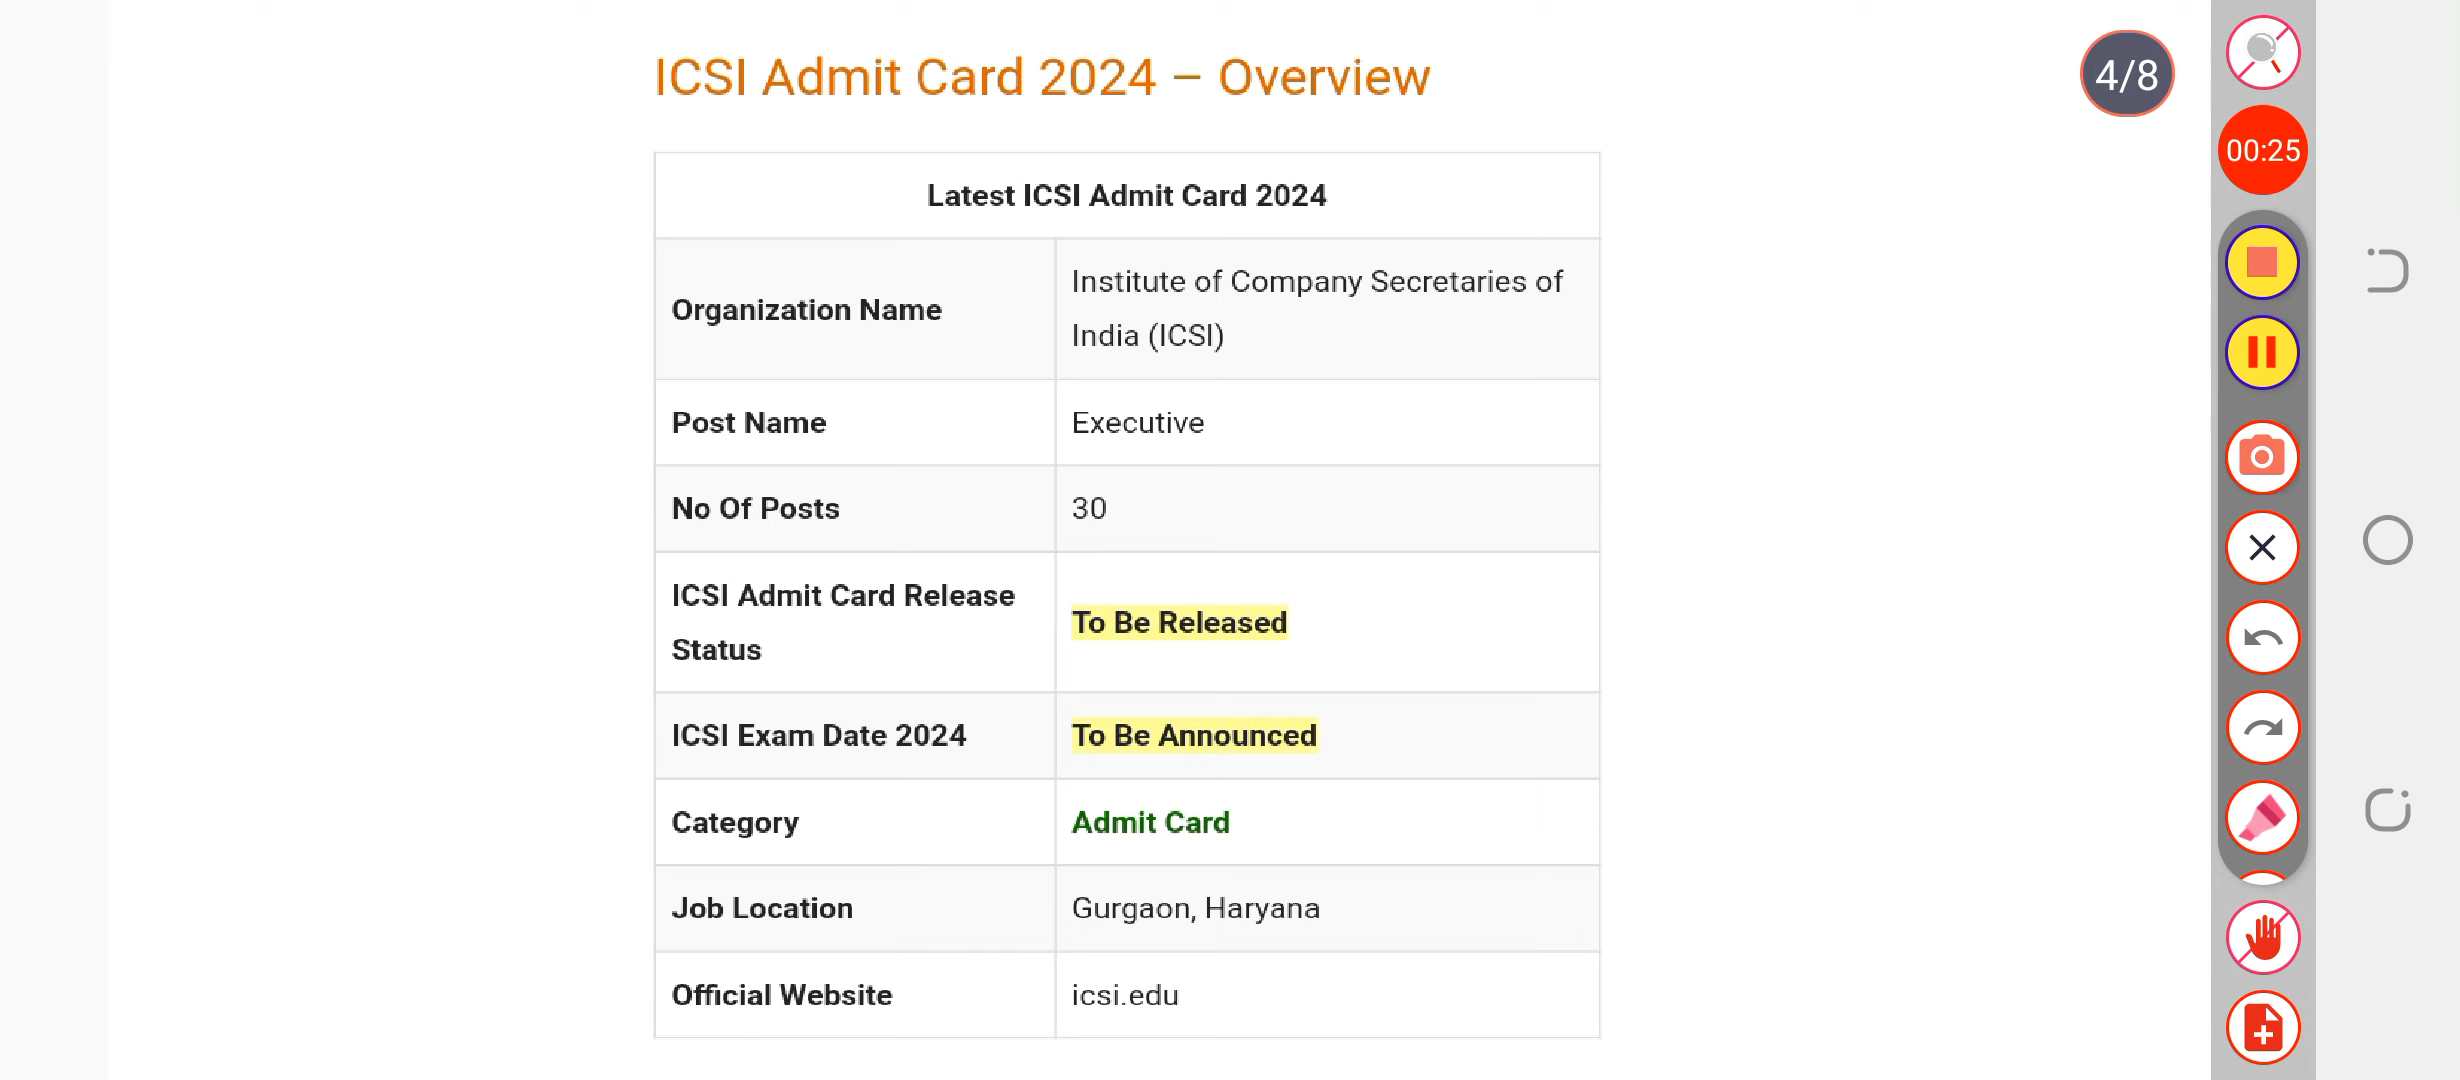 ICSI Admit Card 2024 – Overview
4/8
00:25
Latest ICSI Admit Card 2024
Organization Name
Institute of Company Secretaries of
India (ICSI)
Post Name
Executive
No Of Posts
30
ICSI Admit Card Release
Status
To Be Released
ICSI Exam Date 2024
To Be Announced
Category
Admit Card
Job Location
Gurgaon, Haryana
Official Website
icsi.edu